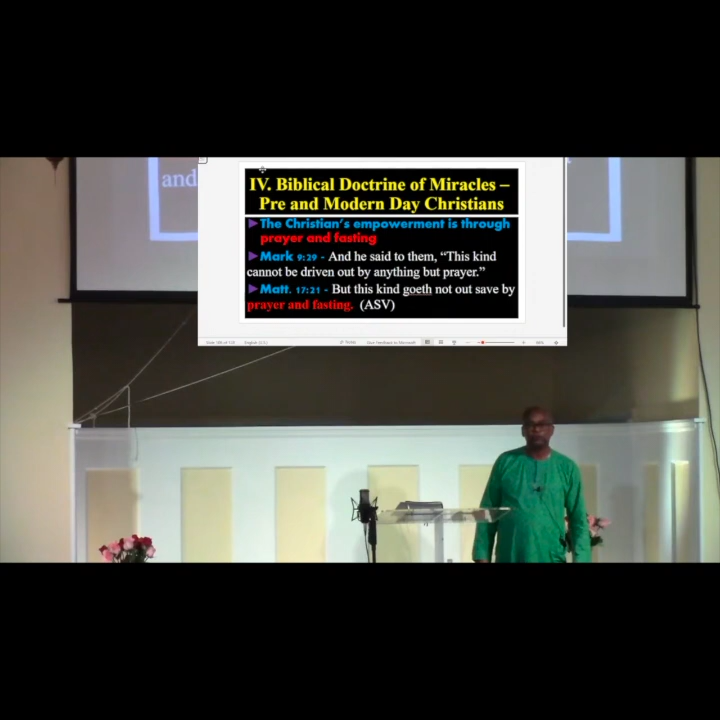 and
IV. Biblical Doctrine of Miracles –
Pre and Modern Day Christians
The Christian's empowerment is through
prayer and fasting
Mark 9:29 - And he said to them, “This kind
cannot be driven out by anything but prayer.”
Matt. 17:21 - But this kind goeth not out save by
prayer and fasting. (ASV)